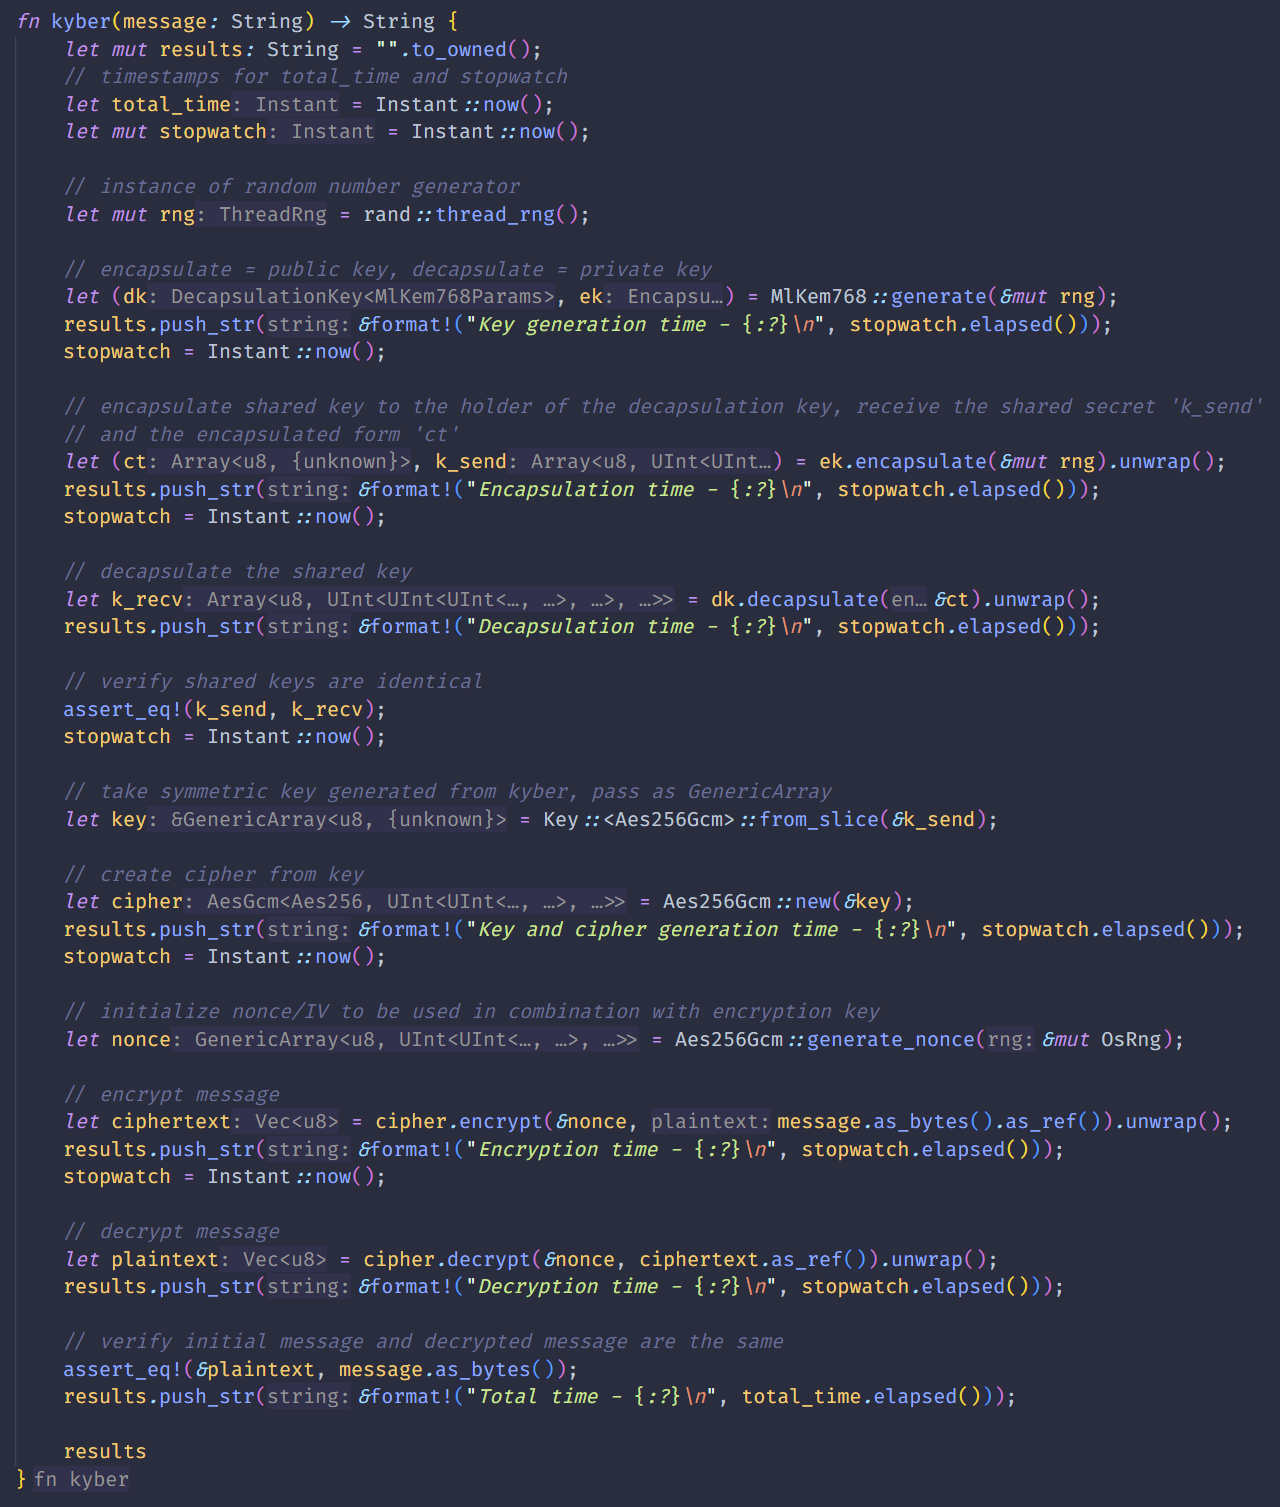 fn kyber(message: String) -> String {
let mut results: String = "".to_owned();
// timestamps for total_time and stopwatch
let total_time: Instant = Instant::now();
let mut stopwatch: Instant = Instant::now();
// instance of random number generator
let mut rng: ThreadRng = rand::thread_rng();
// encapsulate = public key, decapsulate = private key
let (dk: DecapsulationKey<MlKem768Params>, ek: Encapsu…) = MlKem768::generate(&mut rng);
results.push_str(string: &format!("Key generation time - {:?}\n", stopwatch.elapsed()));
stopwatch = Instant::now();
// encapsulate shared key to the holder of the decapsulation key, receive the shared secret 'k_send'
// and the encapsulated form 'ct'
let (ct: Array<u8, {unknown}>, k_send: Array<u8, UInt<UInt…) = ek.encapsulate(&mut rng).unwrap();
results.push_str(string: &format!("Encapsulation time - {:?}\n", stopwatch.elapsed()));
stopwatch = Instant::now();
// decapsulate the shared key
let k_recv: Array<u8, UInt<UInt<UInt<…, …>, …>, …>> = dk.decapsulate(en… &ct).unwrap();
results.push_str(string: &format!("Decapsulation time - {:?}\n", stopwatch.elapsed()));
// verify shared keys are identical
assert_eq!(k_send, k_recv);
stopwatch = Instant::now();
// take symmetric key generated from kyber, pass as GenericArray
let key: &GenericArray<u8, {unknown}> = Key::<Aes256Gcm>::from_slice(&k_send);
// create cipher from key
let cipher: AesGcm<Aes256, UInt<UInt<…, …>, …>> = Aes256Gcm::new(&key);
results.push_str(string: &format!("Key and cipher generation time - {:?}\n", stopwatch.elapsed()));
stopwatch = Instant::now();
// initialize nonce/IV to be used in combination with encryption key
let nonce: GenericArray<u8, UInt<UInt<…, …>, …>> = Aes256Gcm::generate_nonce(rng: &mut OsRng);
// encrypt message
let ciphertext: Vec<u8> = cipher.encrypt(&nonce, plaintext: message.as_bytes().as_ref()).unwrap();
results.push_str(string: &format!("Encryption time - {:?}\n", stopwatch.elapsed()));
stopwatch = Instant::now();
// decrypt message
let plaintext: Vec<u8> = cipher.decrypt(&nonce, ciphertext.as_ref()).unwrap();
results.push_str(string: &format!("Decryption time - {:?}\n", stopwatch.elapsed()));
// verify initial message and decrypted message are the same
assert_eq!(&plaintext, message.as_bytes());
results.push_str(string: &format!("Total time - {:?}\n", total_time.elapsed()));
results
} fn kyber